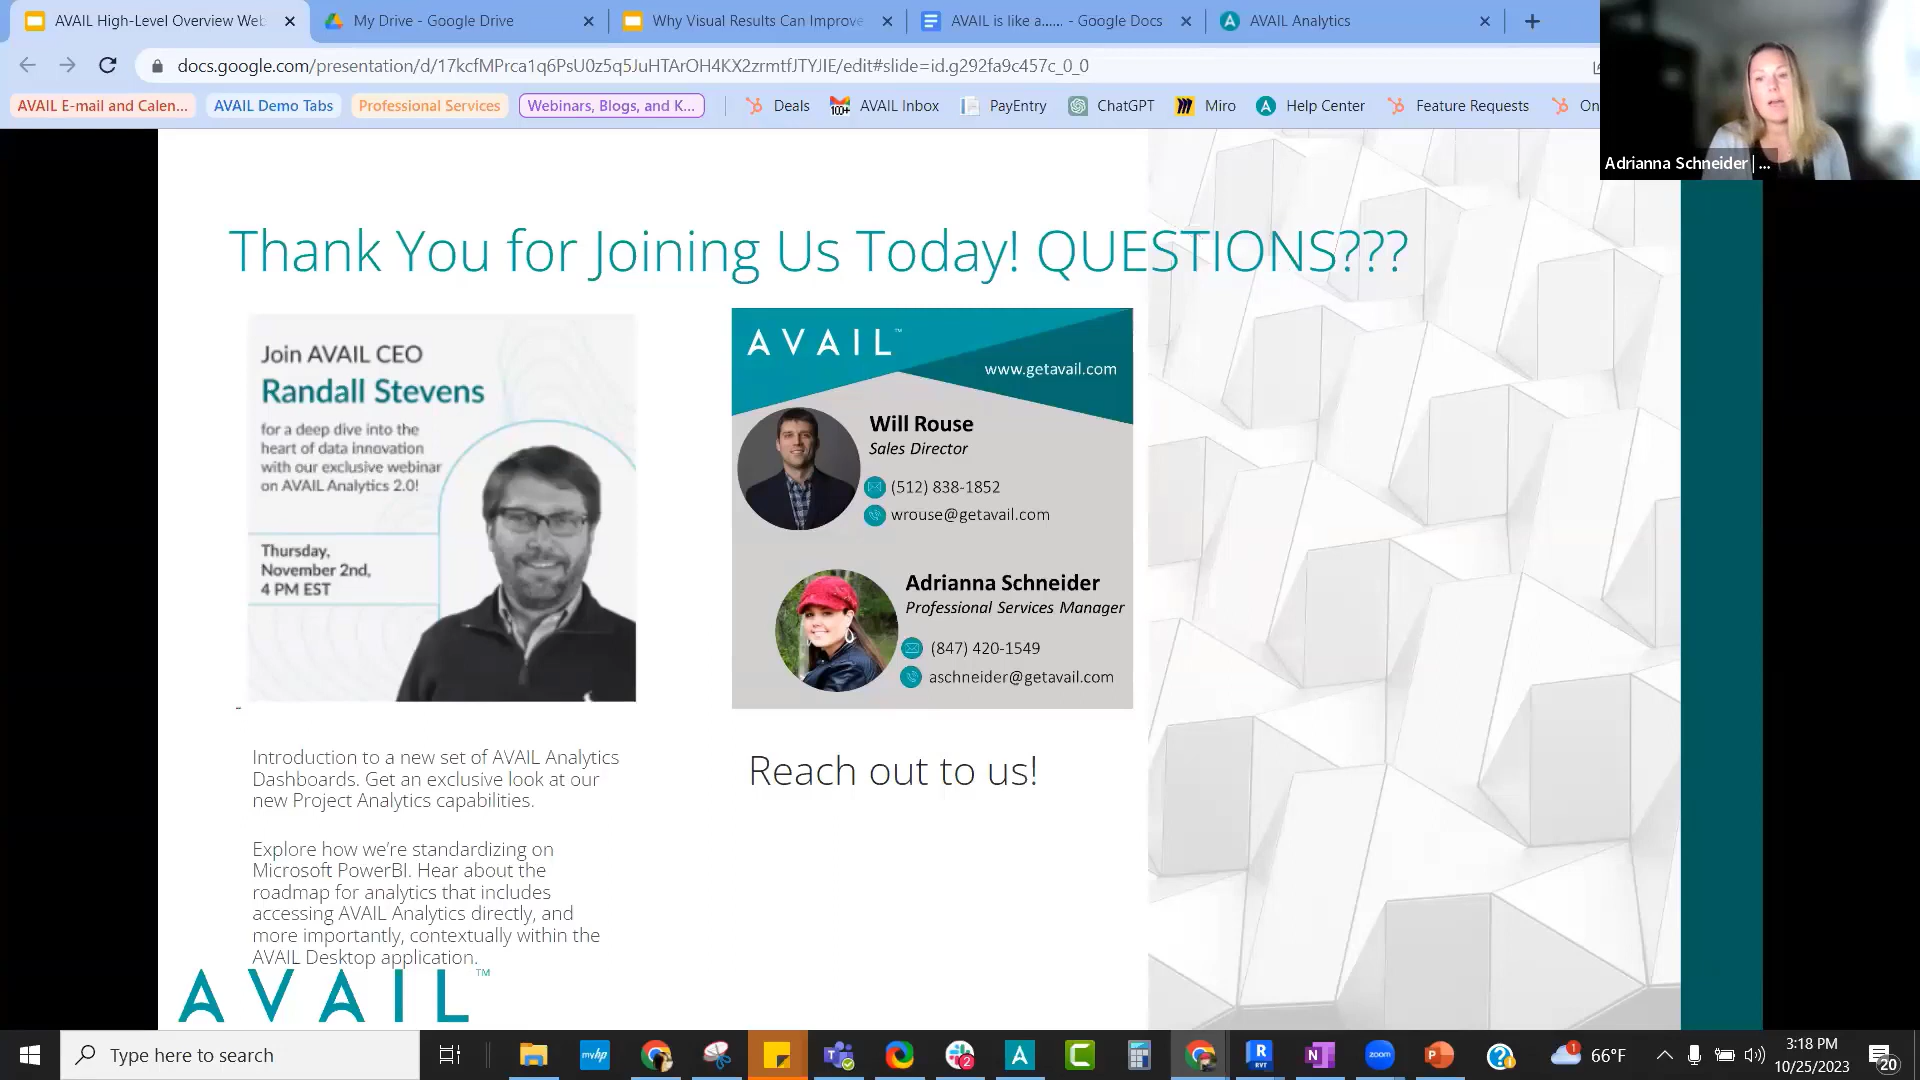 AVAIL High-Level Overview Web
My Drive - Google Drive
Why Visual Results Can Improve
AVAIL is like a...... - Google Docs
AVAIL Analytics
docs.google.com/presentation/d/17kcfMPrca1q6PsU0z5q5JuHTArOH4KX2zrmtfJTYJIE/edit#slide=id.g292fa9c457c_0_0
AVAIL E-mail and Calen...
AVAIL Demo Tabs
Professional Services
Webinars, Blogs, and K...
Deals
AVAIL Inbox
PayEntry
ChatGPT
Miro
Help Center
Feature Requests
On
Adrianna Schneider | ...
Thank You for Joining Us Today! QUESTIONS???
Join AVAIL CEO
Randall Stevens
for a deep dive into the
heart of data innovation
with our exclusive webinar
on AVAIL Analytics 2.0!
Thursday,
November 2nd,
4 PM EST
AVAIL™
www.getavail.com
Will Rouse
Sales Director
(512) 838-1852
wrouse@getavail.com
Adrianna Schneider
Professional Services Manager
(847) 420-1549
aschneider@getavail.com
Introduction to a new set of AVAIL Analytics
Dashboards. Get an exclusive look at our
new Project Analytics capabilities.
Reach out to us!
Explore how we're standardizing on
Microsoft PowerBI. Hear about the
roadmap for analytics that includes
accessing AVAIL Analytics directly, and
more importantly, contextually within the
AVAIL Desktop application.
AVAIL™
Type here to search
66°F
3:18 PM
10/25/2023
20